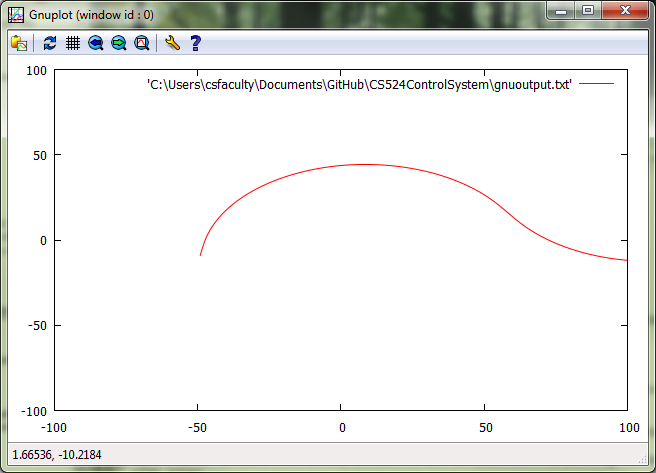 Gnuplot (window id : 0)
100
'C:\Users\csfaculty\Documents\GitHub\CS524ControlSystem\gnuoutput.txt'
50
0
-50
-100
-100 -50 0 50 100
1.66536, -10.2184